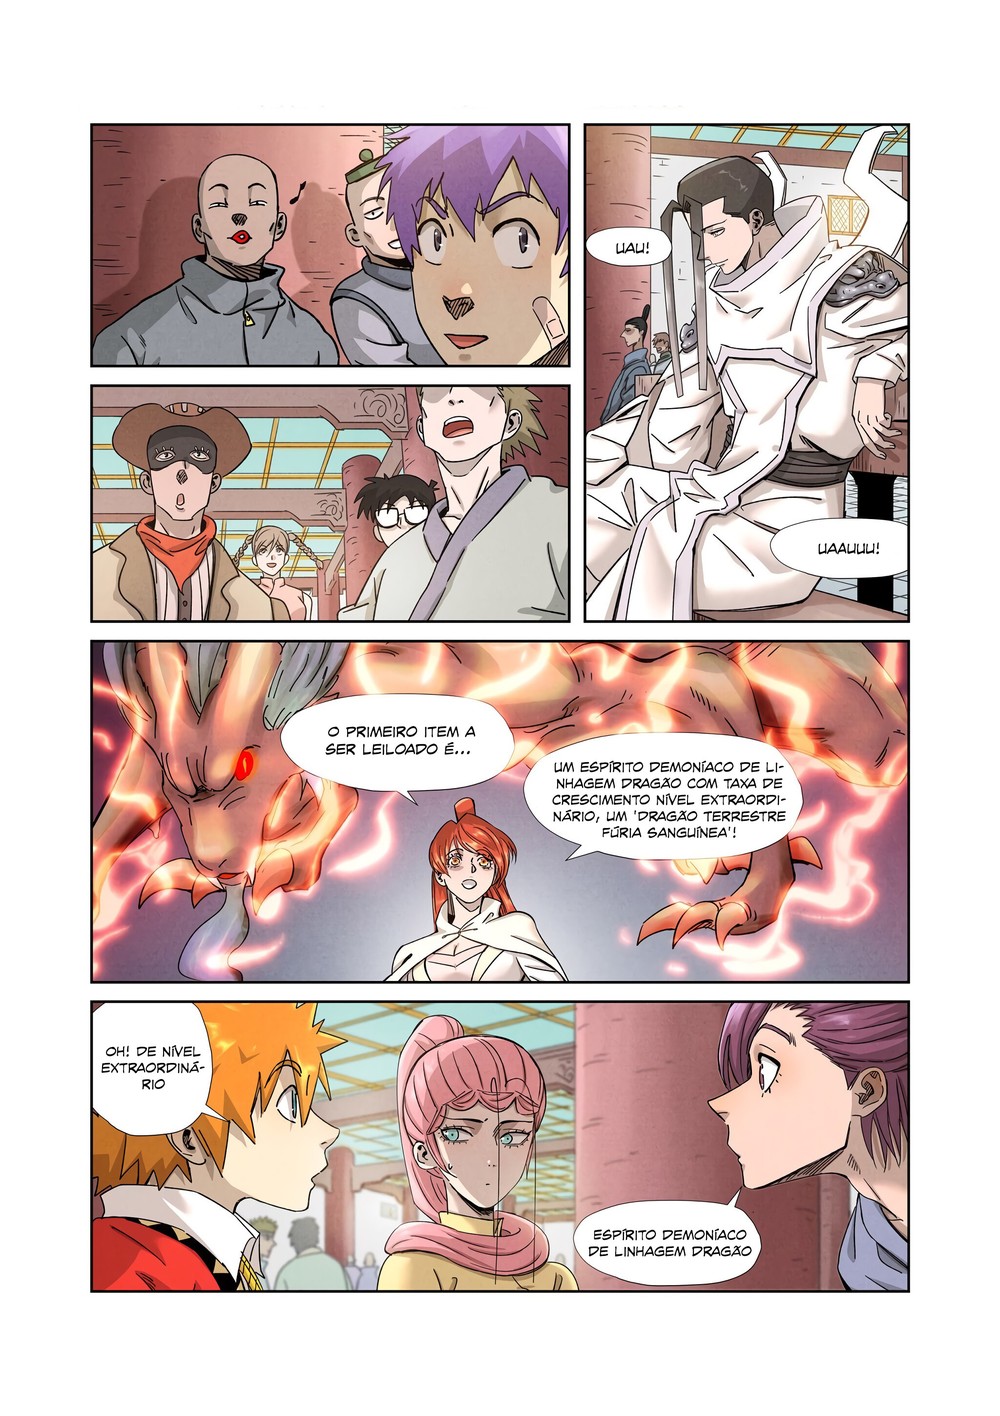 UAU!
UAAUUU!
O PRIMEIRO ITEM A
SER LEILOADO É...
UM ESPÍRITO DEMONÍACO DE LI-
NHAGEM DRAGÃO COM TAXA DE
CRESCIMENTO NÍVEL EXTRAORDI-
NÁRIO, UM 'DRAGÃO TERRESTRE
FÚRIA SANGUÍNEA'!
OH! DE NÍVEL
EXTRAORDINÁ-
RIO
ESPÍRITO DEMONÍACO
DE LINHAGEM DRAGÃO